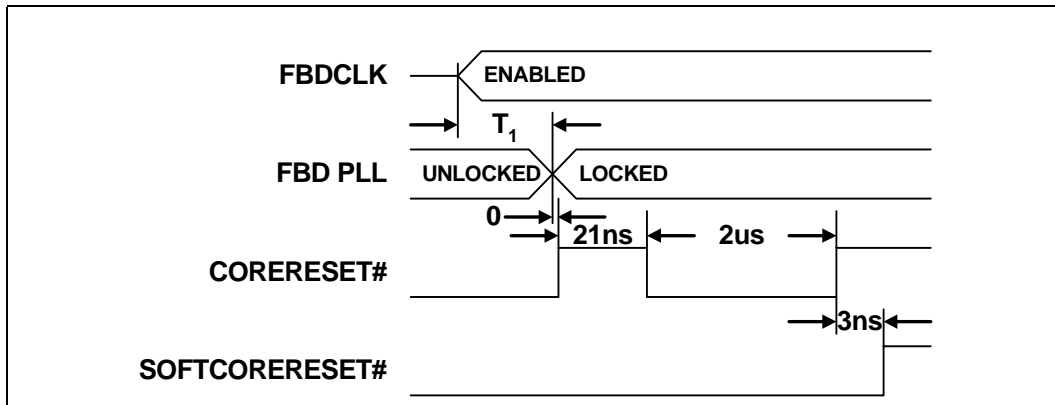 FBDCLK
ENABLED
T1
FBD PLL
UNLOCKED
LOCKED
0
21ns
2us
CORERESET#
3ns
SOFTCORERESET#